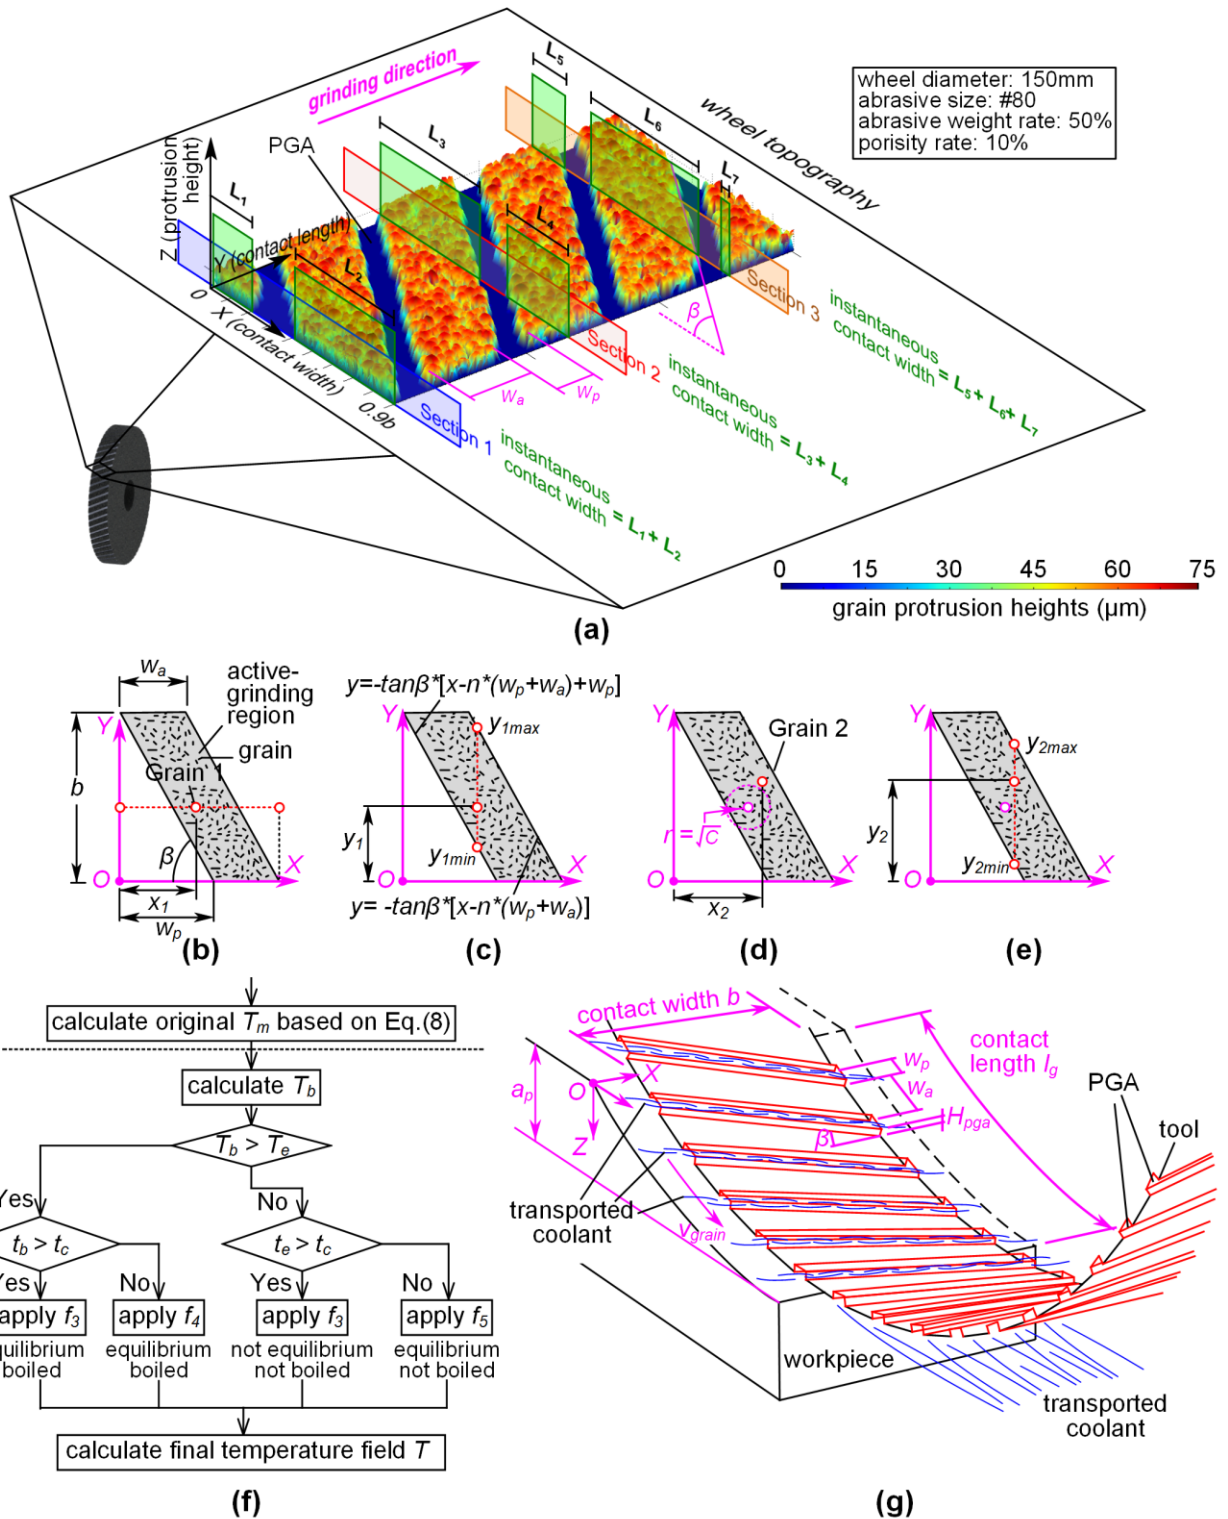 wheel diameter: 150mm
abrasive size: #80
abrasive weight rate: 50%
porisity rate: 10%
grinding direction
wheel topography
PGA
Z (protrusion
height)
Y (contact length)
X (contact width)
0
0.9b
L1
L2
L3
L4
L5
L6
L7
β
wa
wp
Section 1
Section 2
Section 3
instantaneous
contact width = L1 + L2
instantaneous
contact width = L3 + L4
instantaneous
contact width = L5 + L6 + L7
0 15 30 45 60 75
grain protrusion heights (μm)
(a)
wa
active-
grinding
region
grain
Y
b
Grain 1
β
O
X
x1
wp
(b)
y=-tanβ*[x-n*(wp+wa)+wp]
Y
y1max
y1
y1min
O
X
y= -tanβ*[x-n*(wp+wa)]
(c)
Y
Grain 2
r=√C
O
X
x2
(d)
Y
y2max
y2
y2min
O
X
(e)
calculate original Tm based on Eq.(8)
calculate Tb
Tb > Te
Yes
No
tb > tc
te > tc
Yes
No
Yes
No
apply f3
apply f4
apply f3
apply f5
equilibrium
boiled
equilibrium
boiled
not equilibrium
not boiled
equilibrium
not boiled
calculate final temperature field T
(f)
contact width b
contact
length lg
wp
wa
Hpga
PGA
tool
ap
O
X
Z
β
vgrain
transported
coolant
workpiece
transported
coolant
(g)